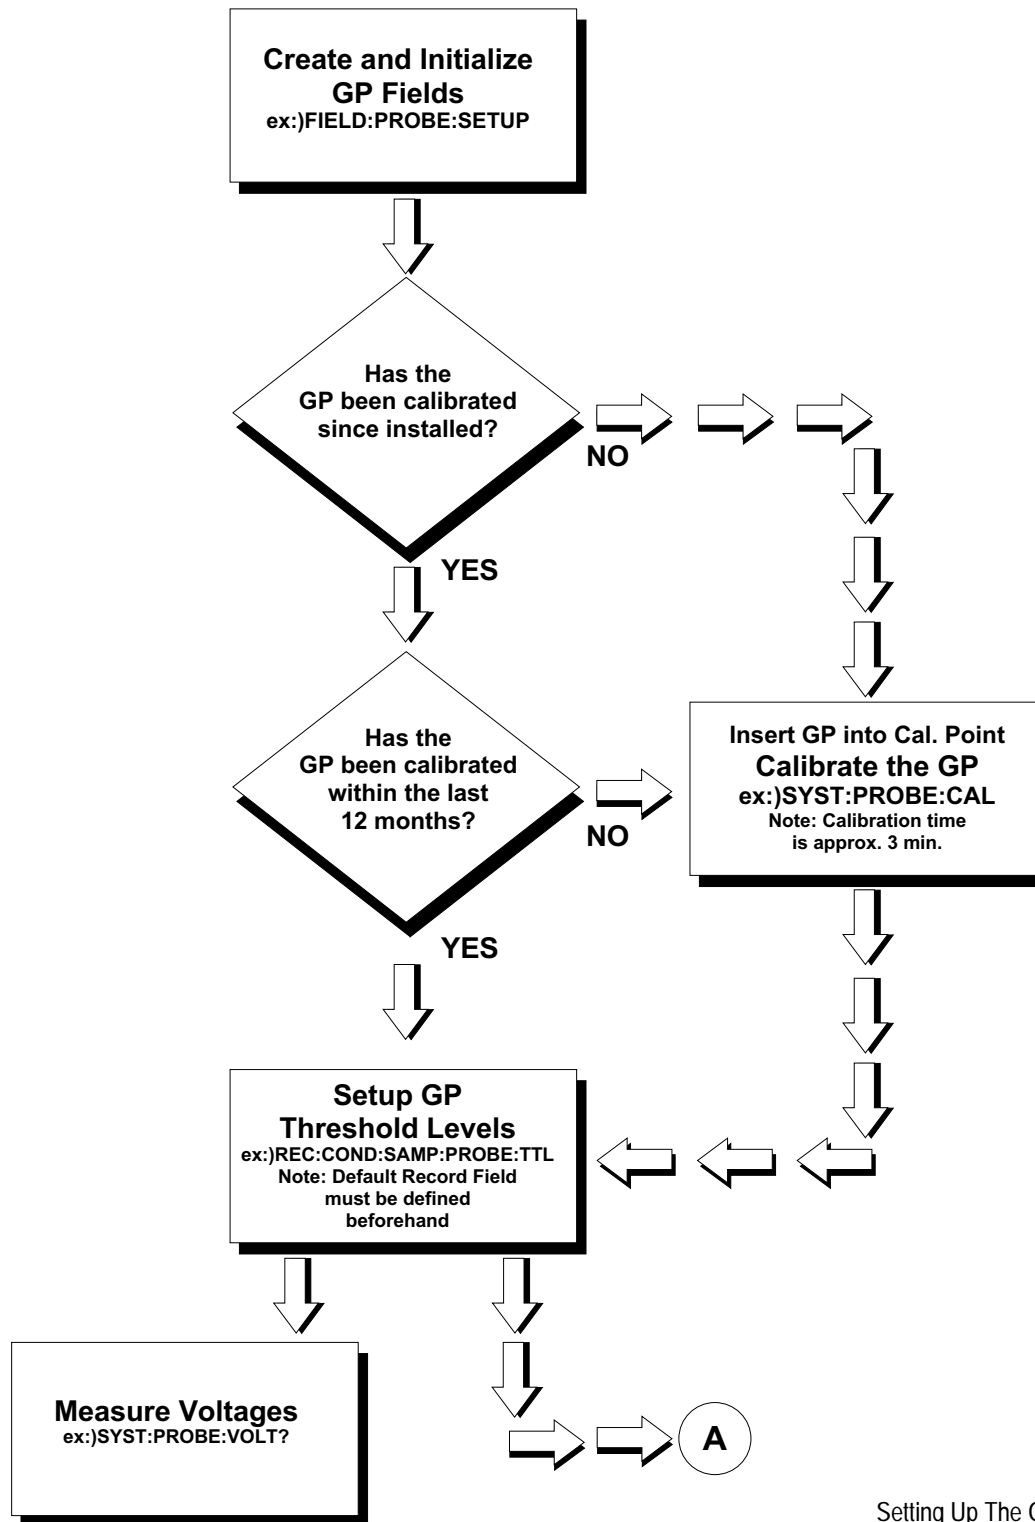 Create and Initialize
GP Fields
ex:)FIELD:PROBE:SETUP
Has the
GP been calibrated
since installed?
NO
YES
Has the
GP been calibrated
within the last
12 months?
NO
YES
Insert GP into Cal. Point
Calibrate the GP
ex:)SYST:PROBE:CAL
Note: Calibration time
is approx. 3 min.
Setup GP
Threshold Levels
ex:)REC:COND:SAMP:PROBE:TTL
Note: Default Record Field
must be defined
beforehand
Measure Voltages
ex:)SYST:PROBE:VOLT?
A
Setting Up The